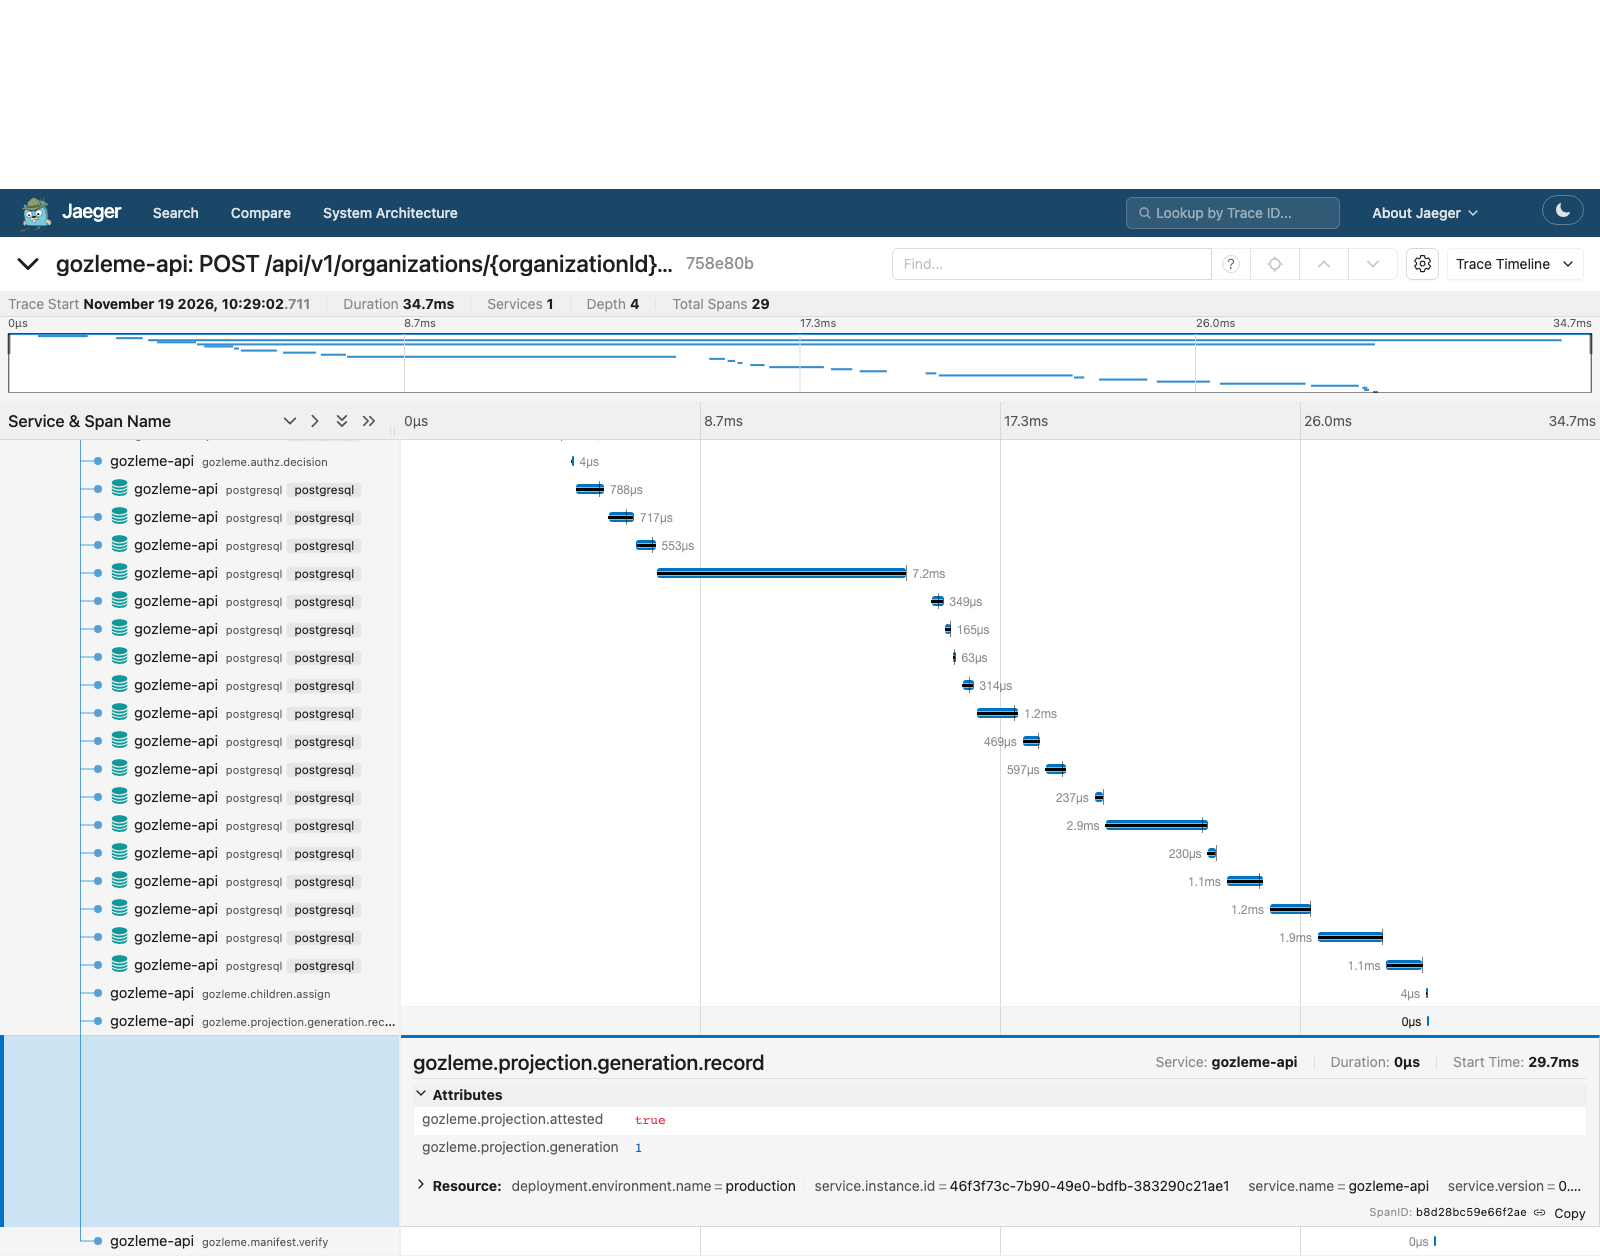 Jaeger Search Compare System Architecture Lookup by Trace ID... About Jaeger
gozleme-api: POST /api/v1/organizations/{organizationId}... 758e80b Find... ? Trace Timeline
Trace Start November 19 2026, 10:29:02.711 Duration 34.7ms Services 1 Depth 4 Total Spans 29
0μs 8.7ms 17.3ms 26.0ms 34.7ms
Service & Span Name 0μs 8.7ms 17.3ms 26.0ms 34.7ms
gozleme-api gozleme.authz.decision 4μs
gozleme-api postgresql postgresql 788μs
gozleme-api postgresql postgresql 717μs
gozleme-api postgresql postgresql 553μs
gozleme-api postgresql postgresql 7.2ms
gozleme-api postgresql postgresql 349μs
gozleme-api postgresql postgresql 165μs
gozleme-api postgresql postgresql 63μs
gozleme-api postgresql postgresql 314μs
gozleme-api postgresql postgresql 1.2ms
gozleme-api postgresql postgresql 469μs
gozleme-api postgresql postgresql 597μs
gozleme-api postgresql postgresql 237μs
gozleme-api postgresql postgresql 2.9ms
gozleme-api postgresql postgresql 230μs
gozleme-api postgresql postgresql 1.1ms
gozleme-api postgresql postgresql 1.2ms
gozleme-api postgresql postgresql 1.9ms
gozleme-api postgresql postgresql 1.1ms
gozleme-api gozleme.children.assign 4μs
gozleme-api gozleme.projection.generation.rec... 0μs
gozleme.projection.generation.record Service: gozleme-api Duration: 0μs Start Time: 29.7ms
Attributes
gozleme.projection.attested true
gozleme.projection.generation 1
Resource: deployment.environment.name = production service.instance.id = 46f3f73c-7b90-49e0-bdfb-383290c21ae1 service.name = gozleme-api service.version = 0....
SpanID: b8d28bc59e66f2ae Copy
gozleme-api gozleme.manifest.verify 0μs